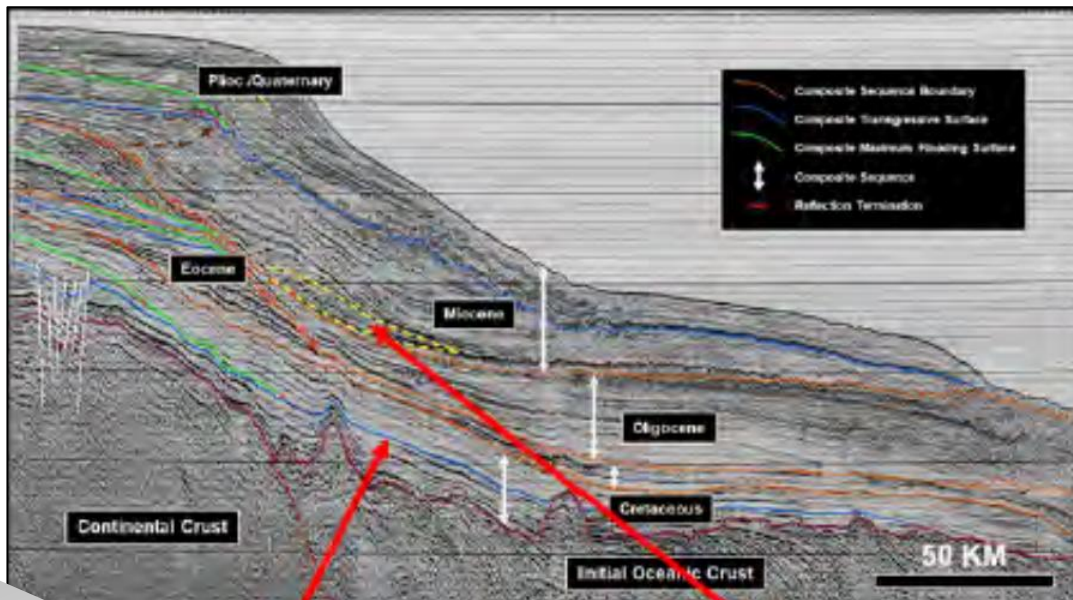 Plioc /Quaternary
Composite Sequence Boundary
Composite Transgressive Surface
Composite Maximum Flooding Surface
Composite Sequence
Reflection Termination
Eocene
Miocene
Oligocene
Cretaceous
Continental Crust
Initial Oceanic Crust
50 KM